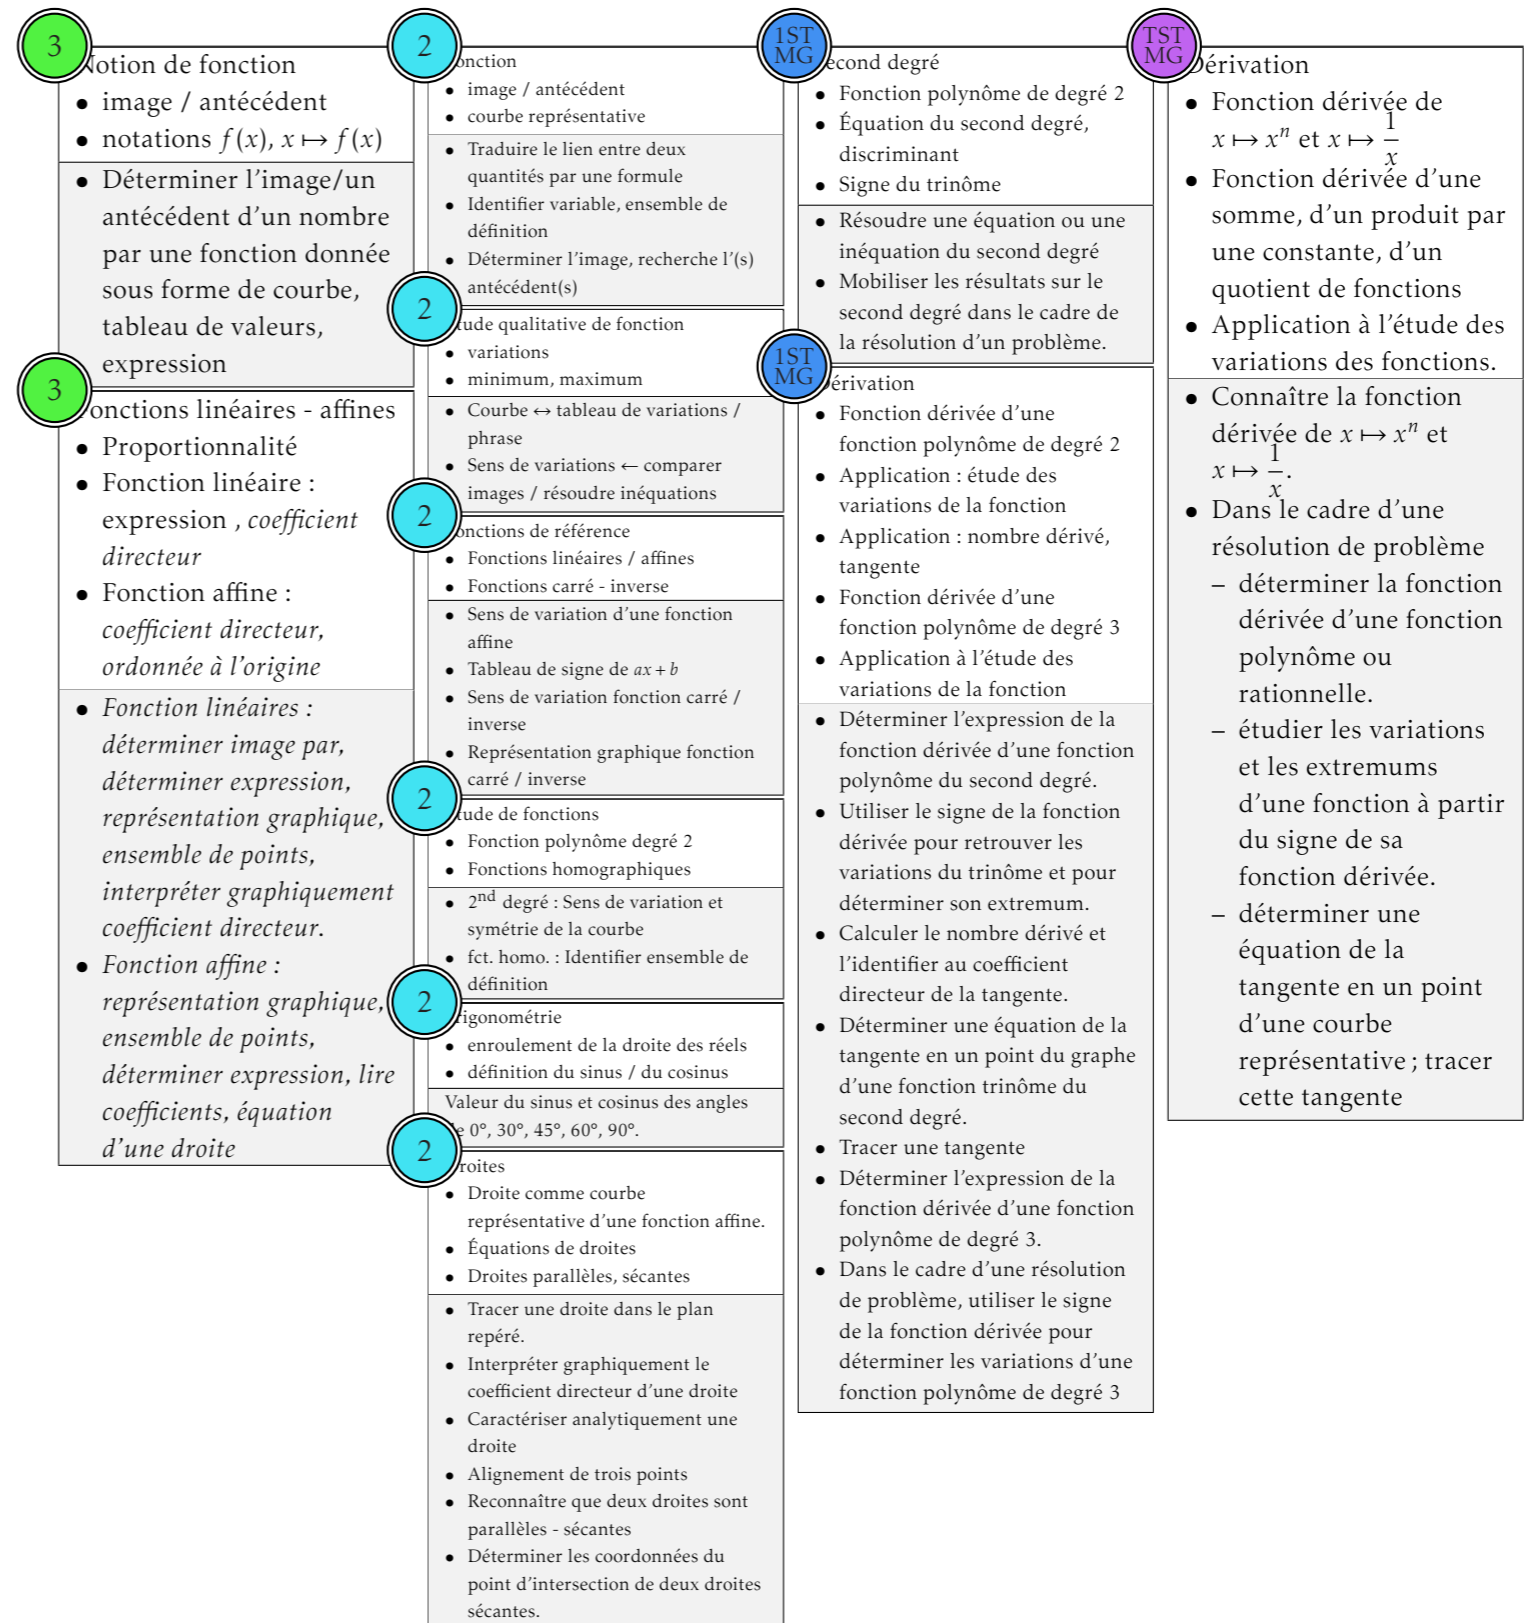 3
Notion de fonction
• image / antécédent
• notations f(x), x ↦ f(x)
• Déterminer l'image/un
antécédent d'un nombre
par une fonction donnée
sous forme de courbe,
tableau de valeurs,
expression
3
Fonctions linéaires - affines
• Proportionnalité
• Fonction linéaire :
expression , coefficient
directeur
• Fonction affine :
coefficient directeur,
ordonnée à l'origine
• Fonction linéaires :
déterminer image par,
déterminer expression,
représentation graphique,
ensemble de points,
interpréter graphiquement
coefficient directeur.
• Fonction affine :
représentation graphique,
ensemble de points,
déterminer expression, lire
coefficients, équation
d'une droite
2
Fonction
• image / antécédent
• courbe représentative
• Traduire le lien entre deux
quantités par une formule
• Identifier variable, ensemble de
définition
• Déterminer l'image, recherche l'(s)
antécédent(s)
2
Étude qualitative de fonction
• variations
• minimum, maximum
• Courbe ↔ tableau de variations /
phrase
• Sens de variations ← comparer
images / résoudre inéquations
2
Fonctions de référence
• Fonctions linéaires / affines
• Fonctions carré - inverse
• Sens de variation d'une fonction
affine
• Tableau de signe de ax + b
• Sens de variation fonction carré /
inverse
• Représentation graphique fonction
carré / inverse
2
Étude de fonctions
• Fonction polynôme degré 2
• Fonctions homographiques
• 2nd degré : Sens de variation et
symétrie de la courbe
• fct. homo. : Identifier ensemble de
définition
2
Trigonométrie
• enroulement de la droite des réels
• définition du sinus / du cosinus
Valeur du sinus et cosinus des angles
de 0°, 30°, 45°, 60°, 90°.
2
Droites
• Droite comme courbe
représentative d'une fonction affine.
• Équations de droites
• Droites parallèles, sécantes
• Tracer une droite dans le plan
repéré.
• Interpréter graphiquement le
coefficient directeur d'une droite
• Caractériser analytiquement une
droite
• Alignement de trois points
• Reconnaître que deux droites sont
parallèles - sécantes
• Déterminer les coordonnées du
point d'intersection de deux droites
sécantes.
1ST
MG
Second degré
• Fonction polynôme de degré 2
• Équation du second degré,
discriminant
• Signe du trinôme
• Résoudre une équation ou une
inéquation du second degré
• Mobiliser les résultats sur le
second degré dans le cadre de
la résolution d'un problème.
1ST
MG
Dérivation
• Fonction dérivée d'une
fonction polynôme de degré 2
• Application : étude des
variations de la fonction
• Application : nombre dérivé,
tangente
• Fonction dérivée d'une
fonction polynôme de degré 3
• Application à l'étude des
variations de la fonction
• Déterminer l'expression de la
fonction dérivée d'une fonction
polynôme du second degré.
• Utiliser le signe de la fonction
dérivée pour retrouver les
variations du trinôme et pour
déterminer son extremum.
• Calculer le nombre dérivé et
l'identifier au coefficient
directeur de la tangente.
• Déterminer une équation de la
tangente en un point du graphe
d'une fonction trinôme du
second degré.
• Tracer une tangente
• Déterminer l'expression de la
fonction dérivée d'une fonction
polynôme de degré 3.
• Dans le cadre d'une résolution
de problème, utiliser le signe
de la fonction dérivée pour
déterminer les variations d'une
fonction polynôme de degré 3
TST
MG
Dérivation
• Fonction dérivée de
x ↦ xⁿ et x ↦ 1/x
• Fonction dérivée d'une
somme, d'un produit par
une constante, d'un
quotient de fonctions
• Application à l'étude des
variations des fonctions.
• Connaître la fonction
dérivée de x ↦ xⁿ et
x ↦ 1/x.
• Dans le cadre d'une
résolution de problème
– déterminer la fonction
dérivée d'une fonction
polynôme ou
rationnelle.
– étudier les variations
et les extremums
d'une fonction à partir
du signe de sa
fonction dérivée.
– déterminer une
équation de la
tangente en un point
d'une courbe
représentative ; tracer
cette tangente